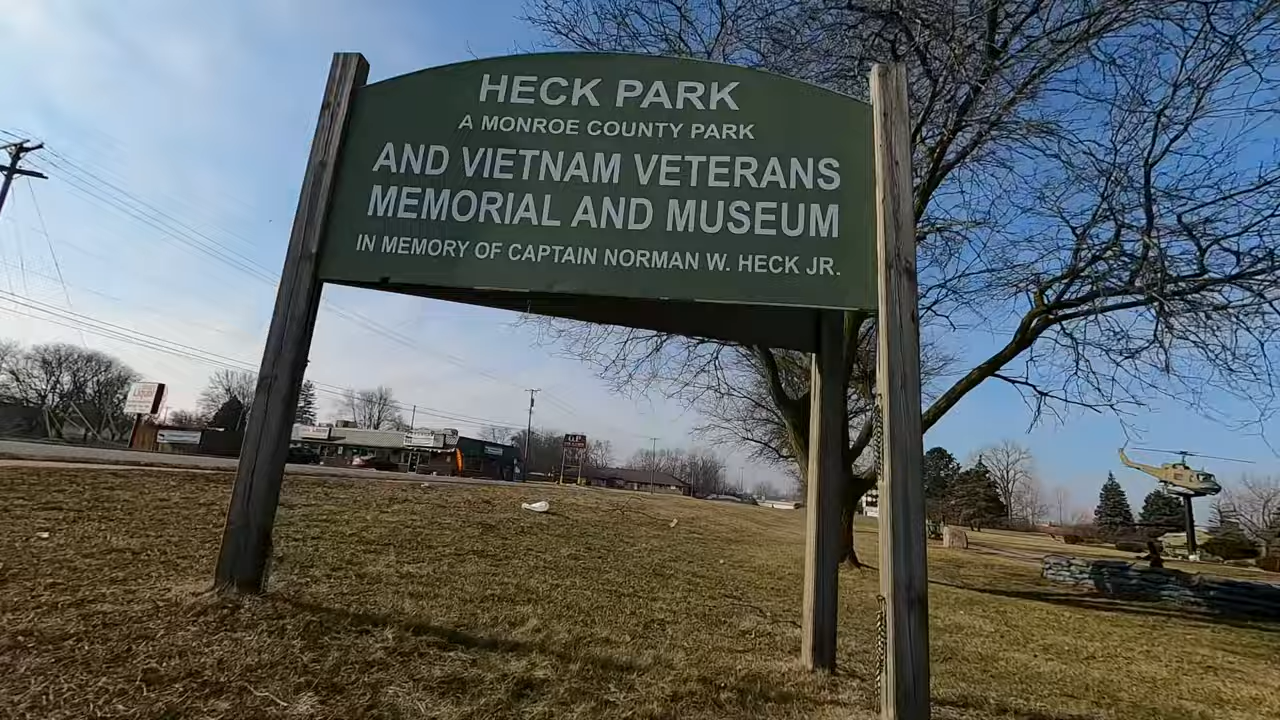 HECK PARK
A MONROE COUNTY PARK
AND VIETNAM VETERANS
MEMORIAL AND MUSEUM
IN MEMORY OF CAPTAIN NORMAN W. HECK JR.